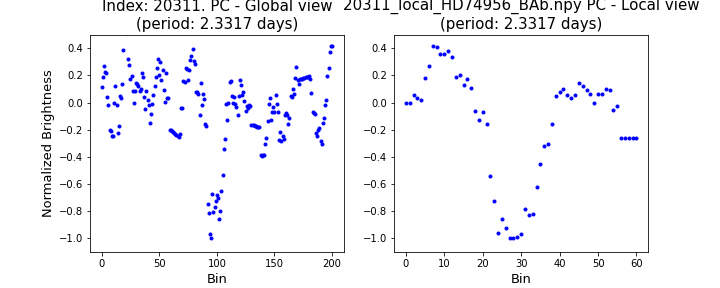 Index: 20311. PC - Global view
(period: 2.3317 days)
20311_local_HD74956_BAb.npy PC - Local view
(period: 2.3317 days)
Normalized Brightness
0.4
0.2
0.0
−0.2
−0.4
−0.6
−0.8
−1.0
0 50 100 150 200
Bin
0.4
0.2
0.0
−0.2
−0.4
−0.6
−0.8
−1.0
0 10 20 30 40 50 60
Bin